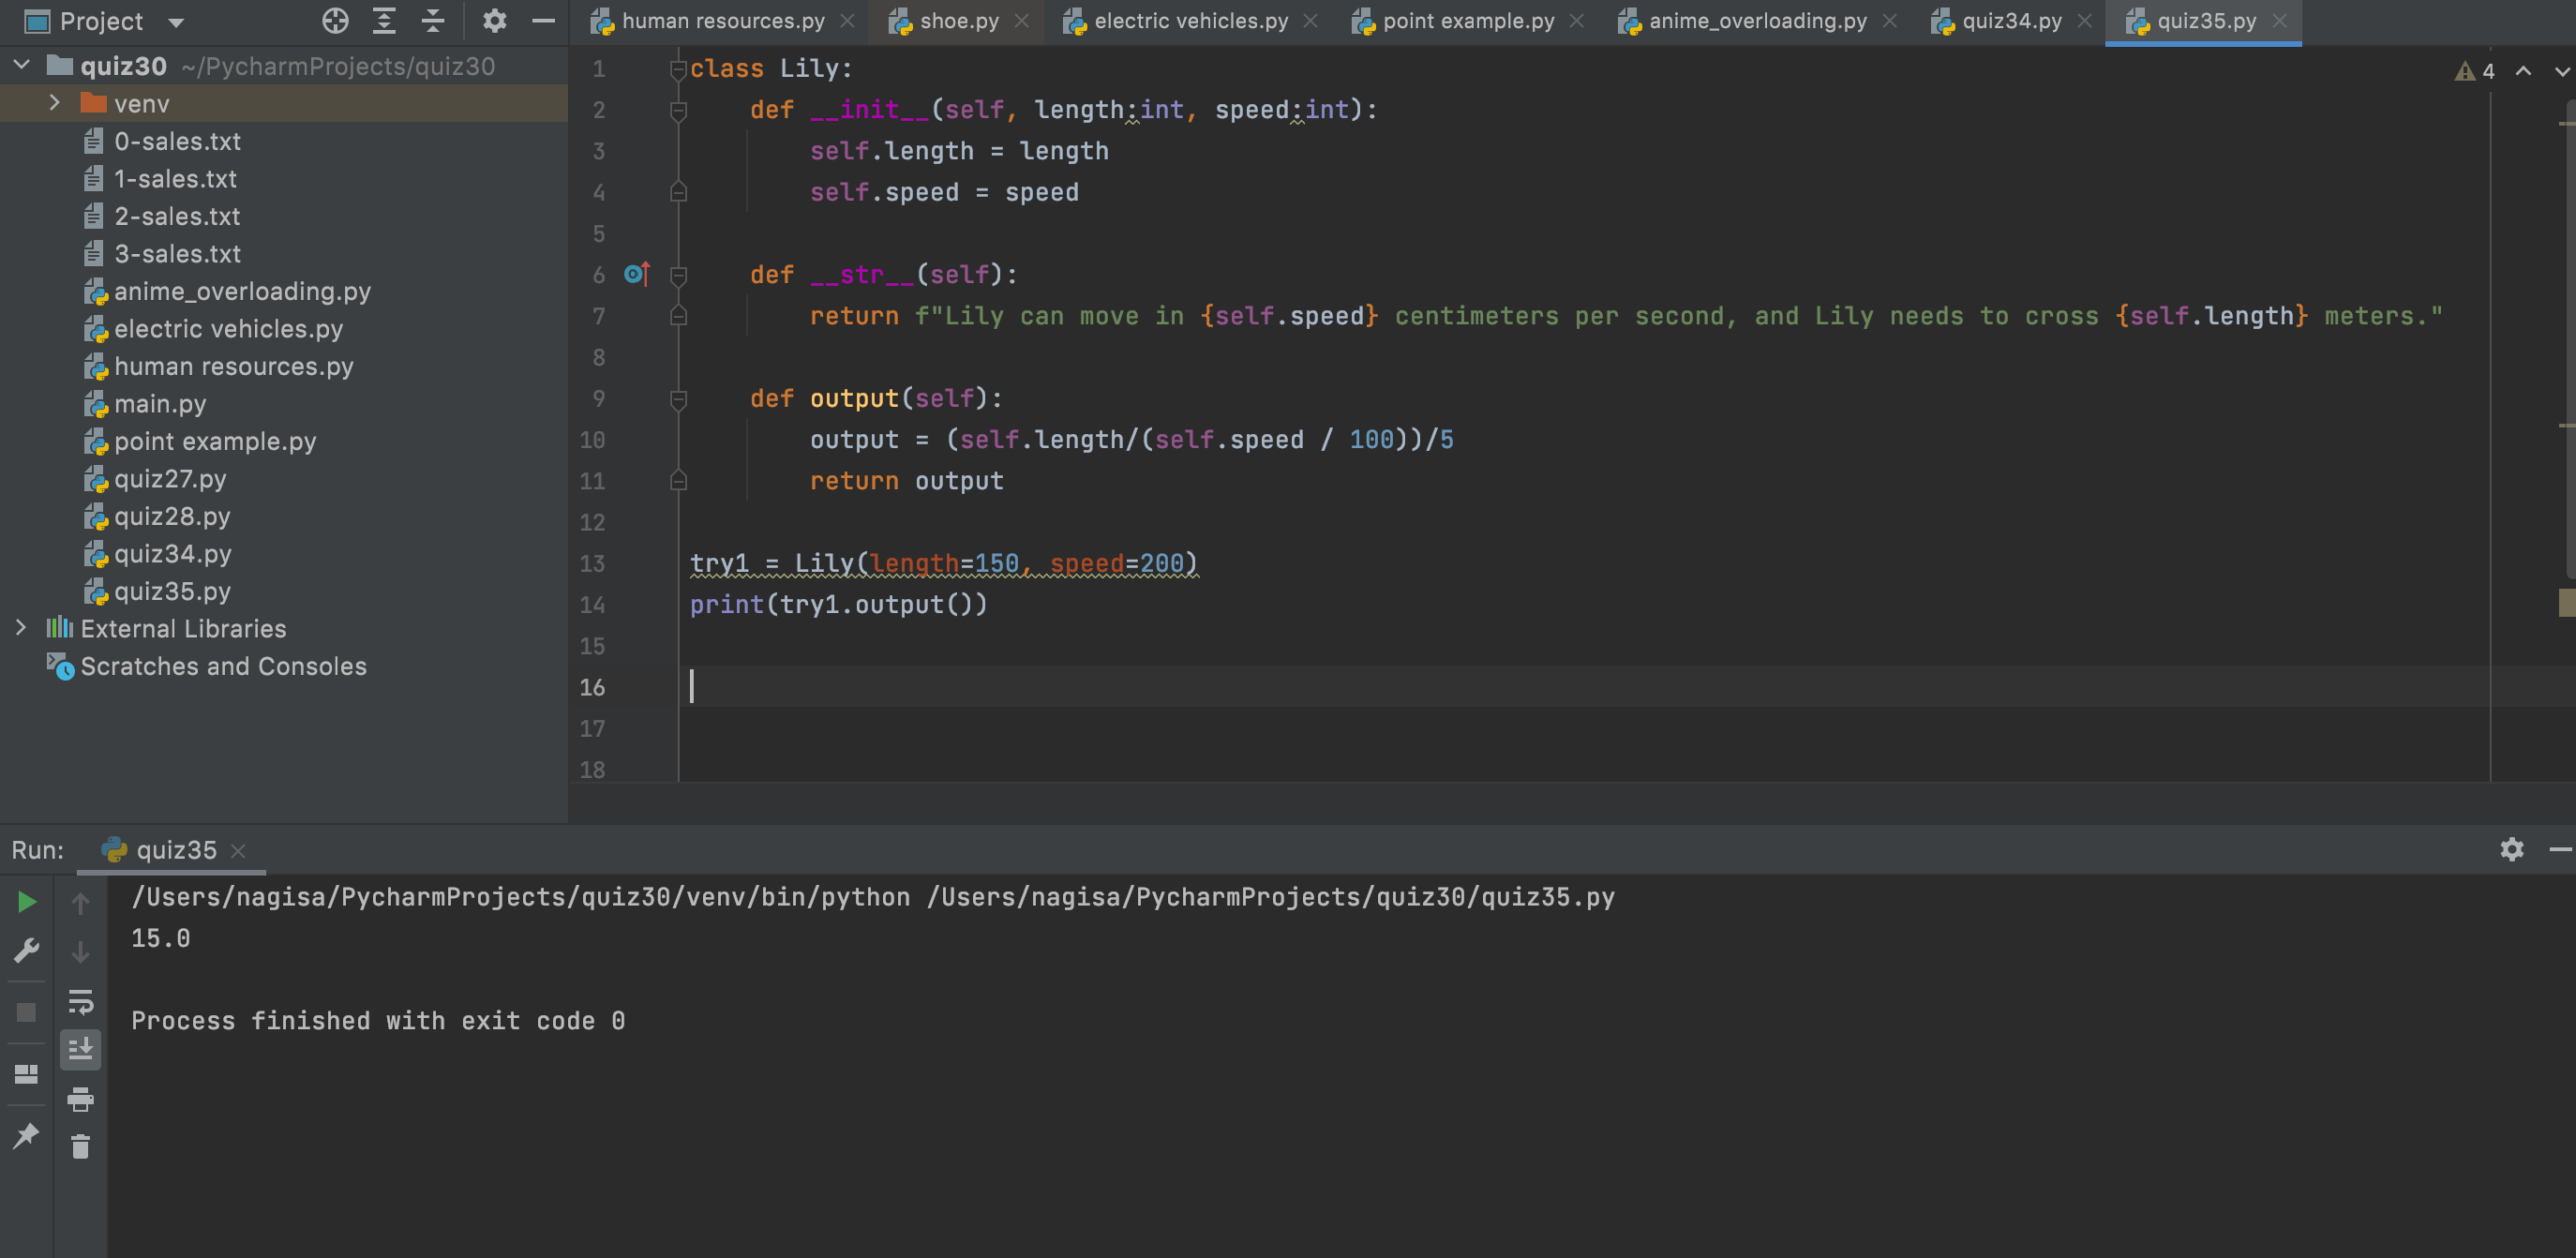 Project
human resources.py
shoe.py
electric vehicles.py
point example.py
anime_overloading.py
quiz34.py
quiz35.py
quiz30 ~/PycharmProjects/quiz30
venv
0-sales.txt
1-sales.txt
2-sales.txt
3-sales.txt
anime_overloading.py
electric vehicles.py
human resources.py
main.py
point example.py
quiz27.py
quiz28.py
quiz34.py
quiz35.py
External Libraries
Scratches and Consoles
4
1 class Lily:
2     def __init__(self, length:int, speed:int):
3         self.length = length
4         self.speed = speed
5
6     def __str__(self):
7         return f"Lily can move in {self.speed} centimeters per second, and Lily needs to cross {self.length} meters."
8
9     def output(self):
10         output = (self.length/(self.speed / 100))/5
11         return output
12
13 try1 = Lily(length=150, speed=200)
14 print(try1.output())
15
16
17
18
Run: quiz35
/Users/nagisa/PycharmProjects/quiz30/venv/bin/python /Users/nagisa/PycharmProjects/quiz30/quiz35.py
15.0
Process finished with exit code 0